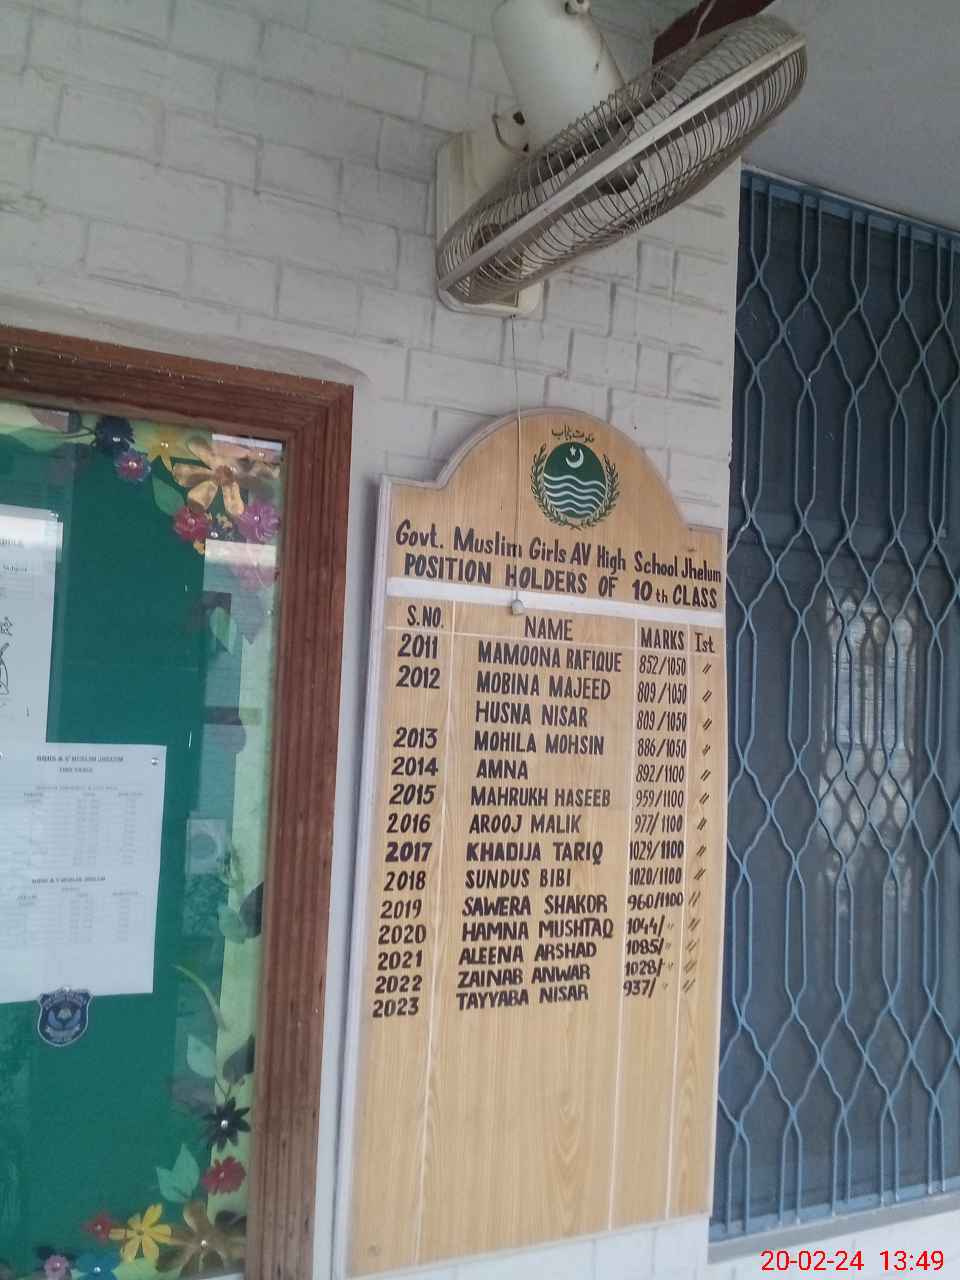 حکومت پنجاب
Govt. Muslim Girls AV High School Jhelum
POSITION HOLDERS OF 10th CLASS
S.NO. NAME MARKS Ist
2011 MAMOONA RAFIQUE 852/1050 "
2012 MOBINA MAJEED 809/1050 "
HUSNA NISAR 809/1050 "
2013 MOHILA MOHSIN 886/1050 "
2014 AMNA 892/1100 "
2015 MAHRUKH HASEEB 959/1100 "
2016 AROOJ MALIK 977/1100 "
2017 KHADIJA TARIQ 1029/1100 "
2018 SUNDUS BIBI 1020/1100 "
2019 SAWERA SHAKOR 960/1100 "
2020 HAMNA MUSHTAQ 1044/" "
2021 ALEENA ARSHAD 1085/" "
2022 ZAINAB ANWAR 1028/" "
2023 TAYYABA NISAR 937/" "
20-02-24 13:49